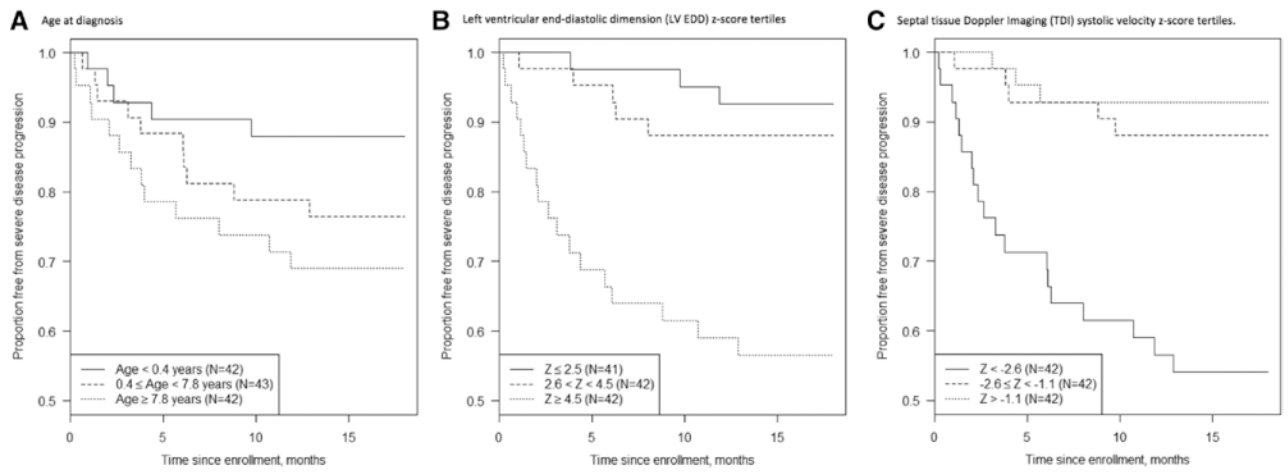 A Age at diagnosis
Proportion free from severe disease progression
1.0
0.9
0.8
0.7
0.6
0.5
Age < 0.4 years (N=42)
0.4 ≤ Age < 7.8 years (N=43)
Age ≥ 7.8 years (N=42)
0 5 10 15
Time since enrollment, months
B Left ventricular end-diastolic dimension (LV EDD) z-score tertiles
Proportion free from severe disease progression
1.0
0.9
0.8
0.7
0.6
0.5
Z ≤ 2.5 (N=41)
2.6 < Z < 4.5 (N=42)
Z ≥ 4.5 (N=42)
0 5 10 15
Time since enrollment, months
C Septal tissue Doppler Imaging (TDI) systolic velocity z-score tertiles.
Proportion free from severe disease progression
1.0
0.9
0.8
0.7
0.6
0.5
Z < -2.6 (N=42)
-2.6 ≤ Z < -1.1 (N=42)
Z > -1.1 (N=42)
0 5 10 15
Time since enrollment, months